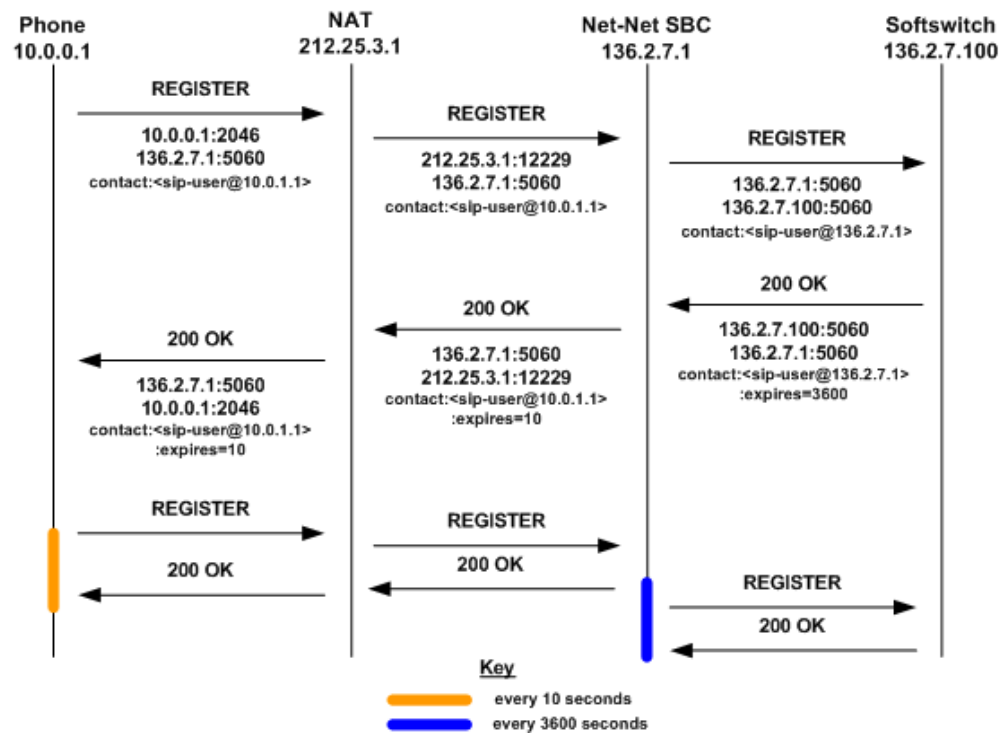 Phone
10.0.0.1
NAT
212.25.3.1
Net-Net SBC
136.2.7.1
Softswitch
136.2.7.100
REGISTER
10.0.0.1:2046
136.2.7.1:5060
contact:<sip-user@10.0.1.1>
REGISTER
212.25.3.1:12229
136.2.7.1:5060
contact:<sip-user@10.0.1.1>
REGISTER
136.2.7.1:5060
136.2.7.100:5060
contact:<sip-user@136.2.7.1>
200 OK
136.2.7.100:5060
136.2.7.1:5060
contact:<sip-user@136.2.7.1>
:expires=3600
200 OK
136.2.7.1:5060
212.25.3.1:12229
contact:<sip-user@10.0.1.1>
:expires=10
200 OK
136.2.7.1:5060
10.0.0.1:2046
contact:<sip-user@10.0.1.1>
:expires=10
REGISTER
REGISTER
200 OK
200 OK
REGISTER
200 OK
Key
every 10 seconds
every 3600 seconds